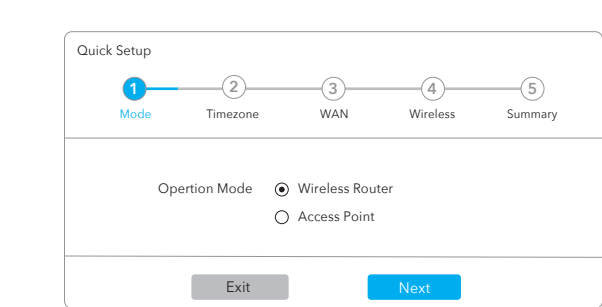 Quick Setup
1 2 3 4 5
Mode Timezone WAN Wireless Summary
Opertion Mode Wireless Router
Access Point
Exit Next